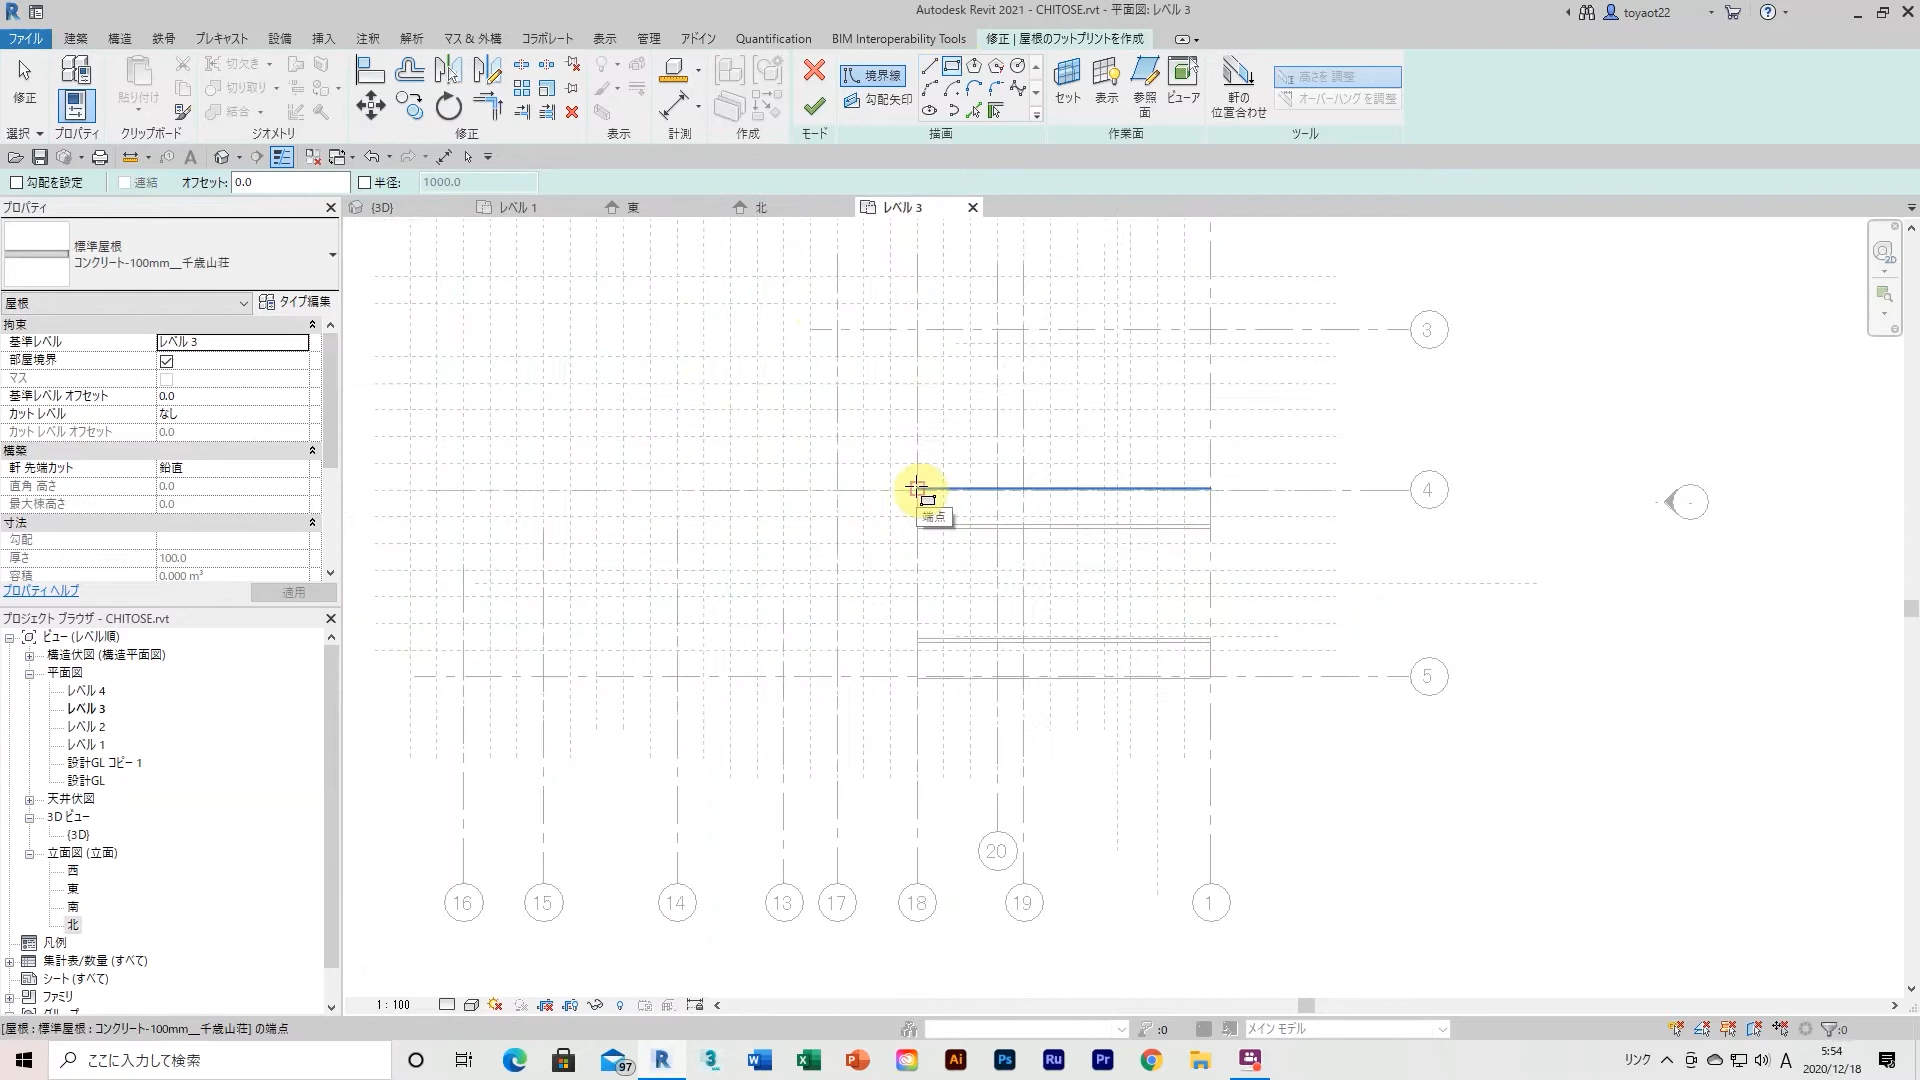 Autodesk Revit 2021 - CHITOSE.rvt - 平面図: レベル 3
toyaot22
ファイル 建築 構造 鉄骨 プレキャスト 設備 挿入 注釈 解析 マス & 外構 コラボレート 表示 管理 アドイン Quantification BIM Interoperability Tools 修正 | 屋根のフットプリントを作成
修正
貼り付け
切欠き
切取り
結合
境界線
勾配矢印
セット
表示
参照面
ビューア
軒の位置合わせ
高さを 調整
オーバーハングを調整
選択 プロパティ クリップボード ジオメトリ 修正 表示 計測 作成 モード 描画 作業面 ツール
勾配を設定 連結 オフセット: 0.0 半径: 1000.0
プロパティ
{3D} レベル 1 東 北 レベル 3
標準屋根
コンクリート-100mm__千歳山荘
屋根 タイプ編集
拘束
基準レベル レベル 3
部屋境界
マス
基準レベル オフセット 0.0
カット レベル なし
カット レベル オフセット 0.0
構築
軒 先端カット 鉛直
直角 高さ 0.0
最大棟高さ 0.0
寸法
勾配
厚さ 100.0
容積 0.000 m³
プロパティ ヘルプ 適用
プロジェクト ブラウザ - CHITOSE.rvt
ビュー (レベル順)
構造伏図 (構造平面図)
平面図
レベル 4
レベル 3
レベル 2
レベル 1
設計GL コピー 1
設計GL
天井伏図
3D ビュー
{3D}
立面図 (立面)
西
東
南
北
凡例
集計表/数量 (すべて)
シート (すべて)
ファミリ
グループ
端点
3
4
5
20
16 15 14 13 17 18 19 1
1 : 100
[屋根 : 標準屋根 : コンクリート-100mm__千歳山荘] の端点
:0
メイン モデル
:0
ここに入力して検索
97
Ai Ps Ru Pr
リンク
A
5:54
2020/12/18